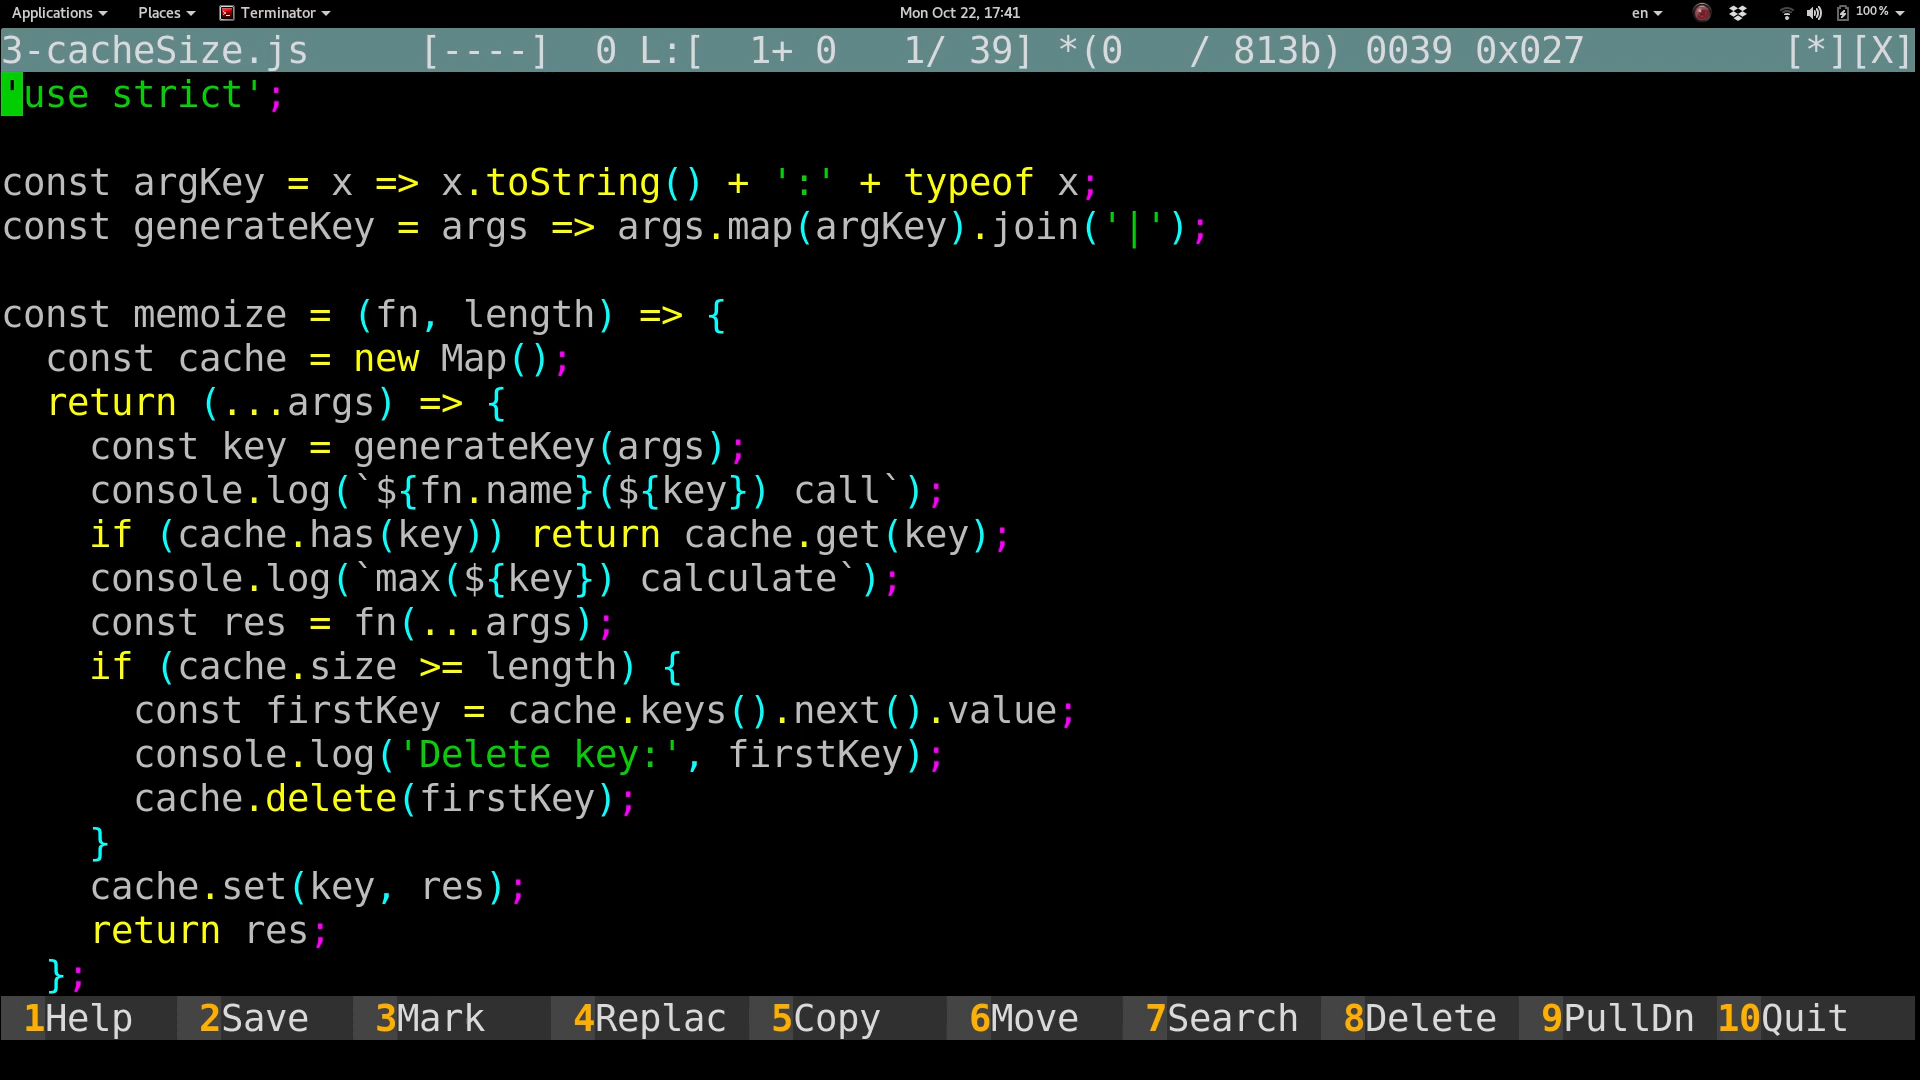 Applications Places Terminator Mon Oct 22, 17:41 en 100%
3-cacheSize.js [----] 0 L:[ 1+ 0 1/ 39] *(0 / 813b) 0039 0x027 [*][X]
'use strict';
const argKey = x => x.toString() + ':' + typeof x;
const generateKey = args => args.map(argKey).join('|');
const memoize = (fn, length) => {
  const cache = new Map();
  return (...args) => {
    const key = generateKey(args);
    console.log(`${fn.name}(${key}) call`);
    if (cache.has(key)) return cache.get(key);
    console.log(`max(${key}) calculate`);
    const res = fn(...args);
    if (cache.size >= length) {
      const firstKey = cache.keys().next().value;
      console.log('Delete key:', firstKey);
      cache.delete(firstKey);
    }
    cache.set(key, res);
    return res;
  };
1Help 2Save 3Mark 4Replac 5Copy 6Move 7Search 8Delete 9PullDn 10Quit